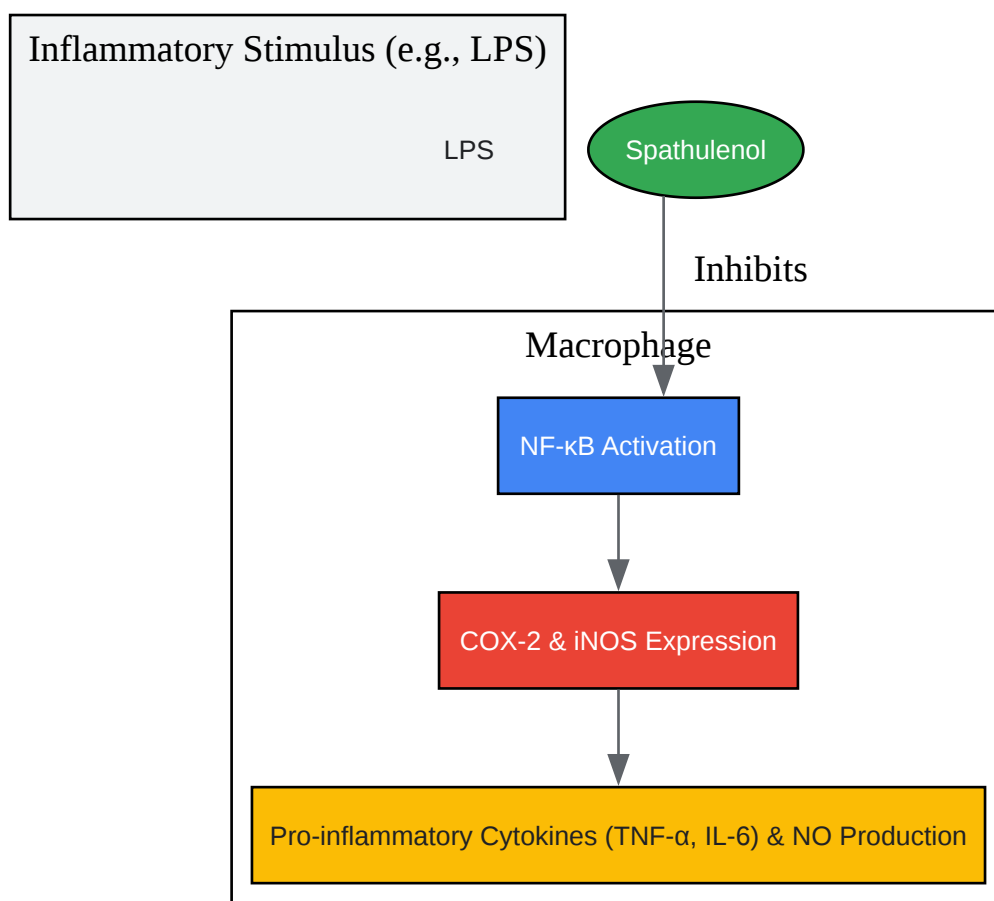 Inflammatory Stimulus (e.g., LPS)
LPS
Spathulenol
Inhibits
Macrophage
NF-κB Activation
COX-2 & iNOS Expression
Pro-inflammatory Cytokines (TNF-α, IL-6) & NO Production